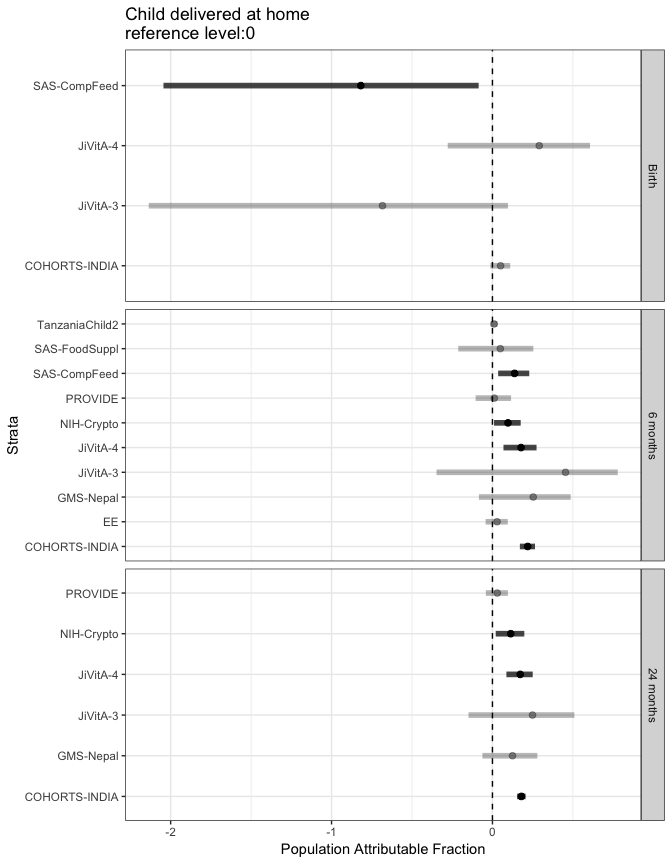 Child delivered at home
reference level:0
Strata
SAS-CompFeed
JiVitA-4
JiVitA-3
COHORTS-INDIA
Birth
TanzaniaChild2
SAS-FoodSuppl
SAS-CompFeed
PROVIDE
NIH-Crypto
JiVitA-4
JiVitA-3
GMS-Nepal
EE
COHORTS-INDIA
6 months
PROVIDE
NIH-Crypto
JiVitA-4
JiVitA-3
GMS-Nepal
COHORTS-INDIA
24 months
-2 -1 0
Population Attributable Fraction